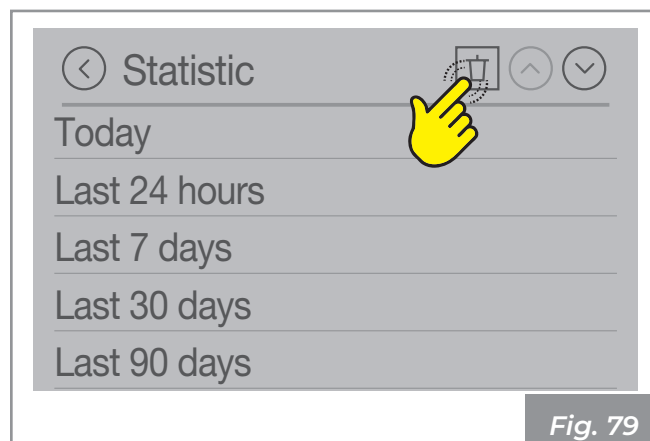 Statistic
Today
Last 24 hours
Last 7 days
Last 30 days
Last 90 days
Fig. 79